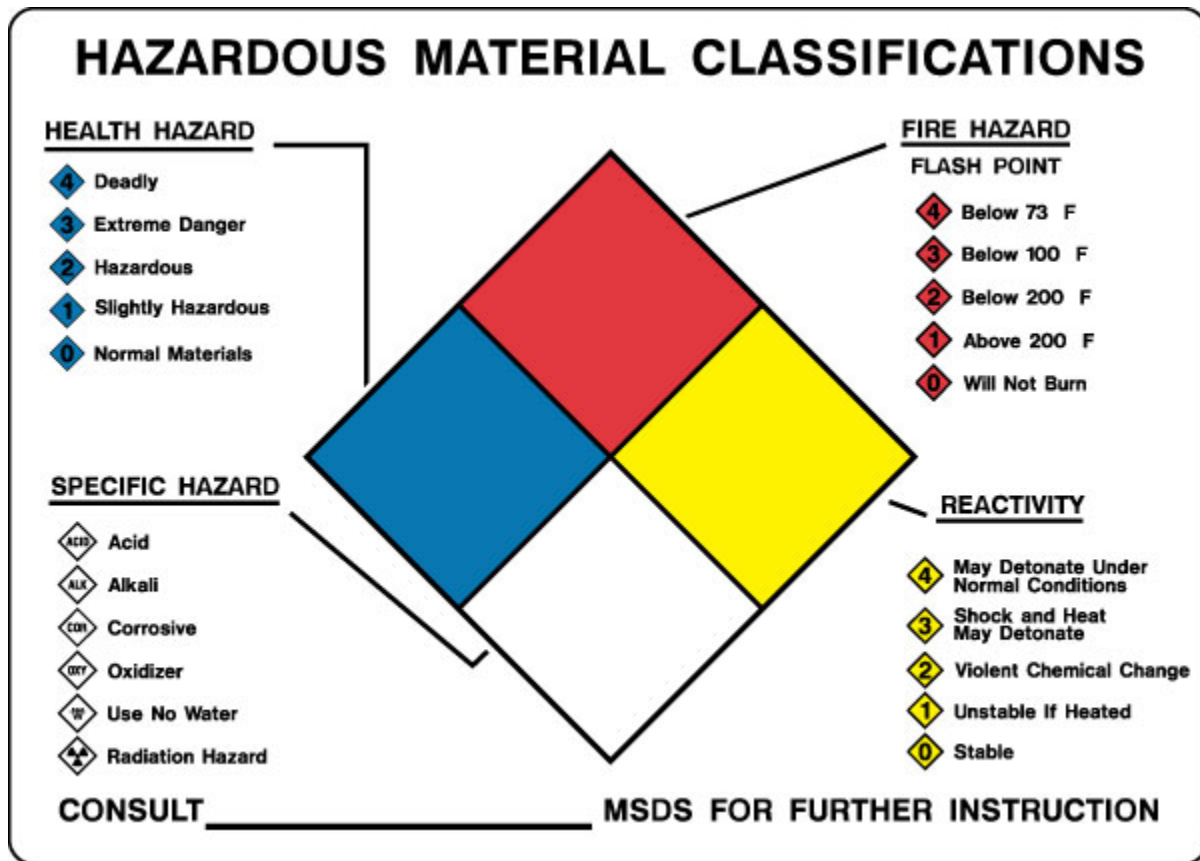 HAZARDOUS MATERIAL CLASSIFICATIONS
HEALTH HAZARD
4 Deadly
3 Extreme Danger
2 Hazardous
1 Slightly Hazardous
0 Normal Materials
FIRE HAZARD
FLASH POINT
4 Below 73 F
3 Below 100 F
2 Below 200 F
1 Above 200 F
0 Will Not Burn
SPECIFIC HAZARD
ACID Acid
ALK Alkali
COR Corrosive
OXY Oxidizer
Use No Water
Radiation Hazard
REACTIVITY
4 May Detonate Under
Normal Conditions
3 Shock and Heat
May Detonate
2 Violent Chemical Change
1 Unstable If Heated
0 Stable
CONSULT MSDS FOR FURTHER INSTRUCTION